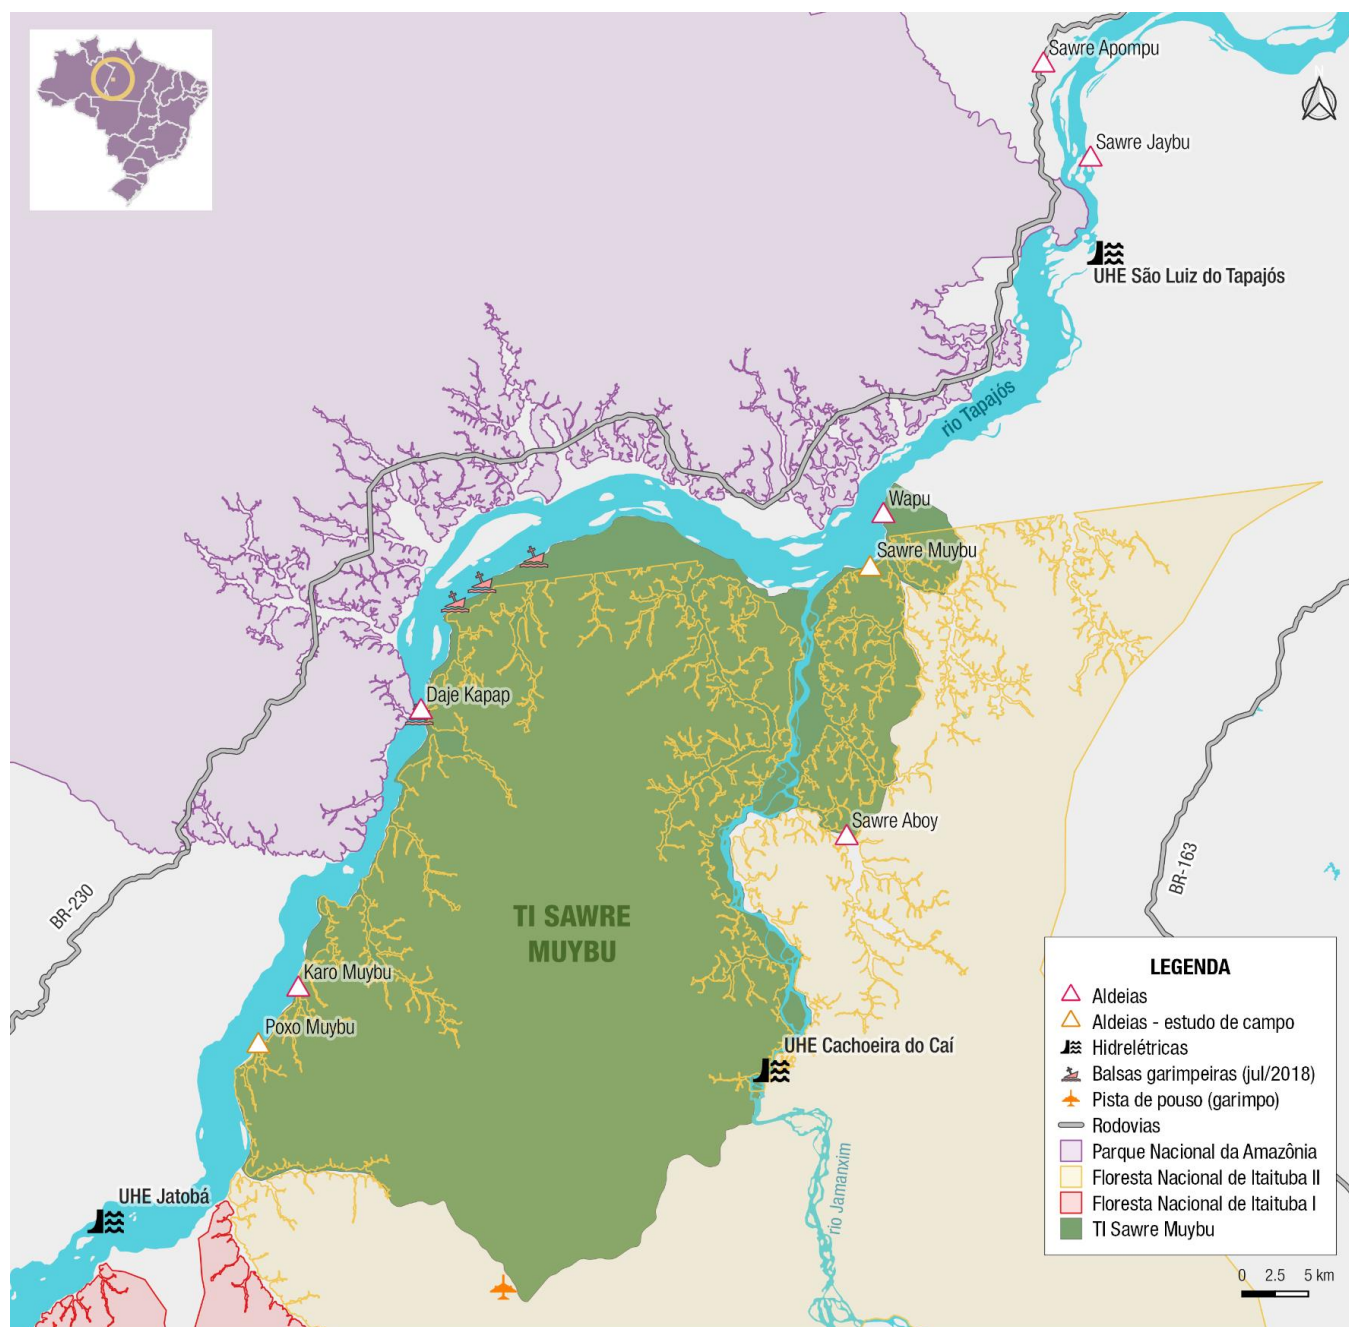 Sawre Apompu
N
Sawre Jaybu
UHE São Luiz do Tapajós
rio Tapajós
Wapu
Sawre Muybu
Daje Kapap
Sawre Aboy
BR-163
BR-230
TI SAWRE
MUYBU
Karo Muybu
Poxo Muybu
UHE Cachoeira do Caí
UHE Jatobá
rio Jamanxim
LEGENDA
Aldeias
Aldeias - estudo de campo
Hidrelétricas
Balsas garimpeiras (jul/2018)
Pista de pouso (garimpo)
Rodovias
Parque Nacional da Amazônia
Floresta Nacional de Itaituba II
Floresta Nacional de Itaituba I
TI Sawre Muybu
0 2.5 5 km